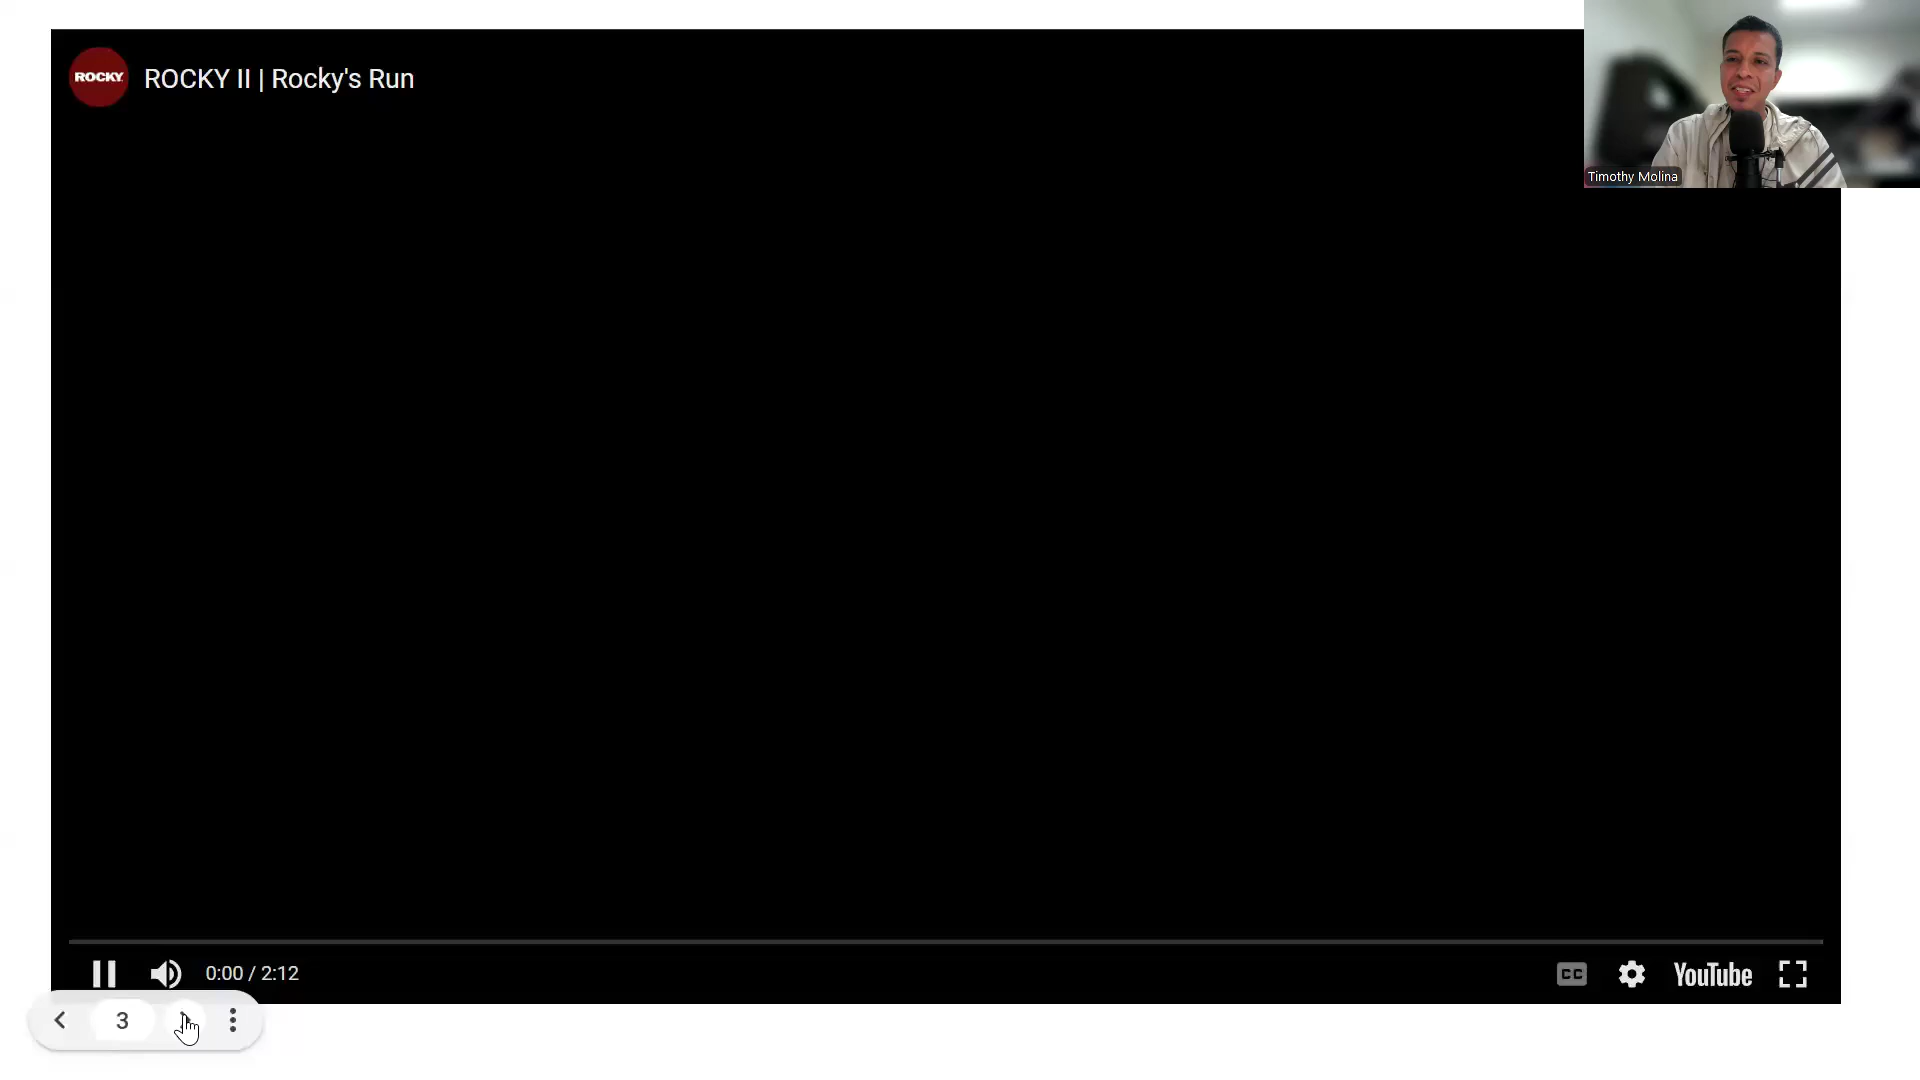 ROCKY
ROCKY II | Rocky's Run
Timothy Molina
0:00 / 2:12
CC
YouTube
3